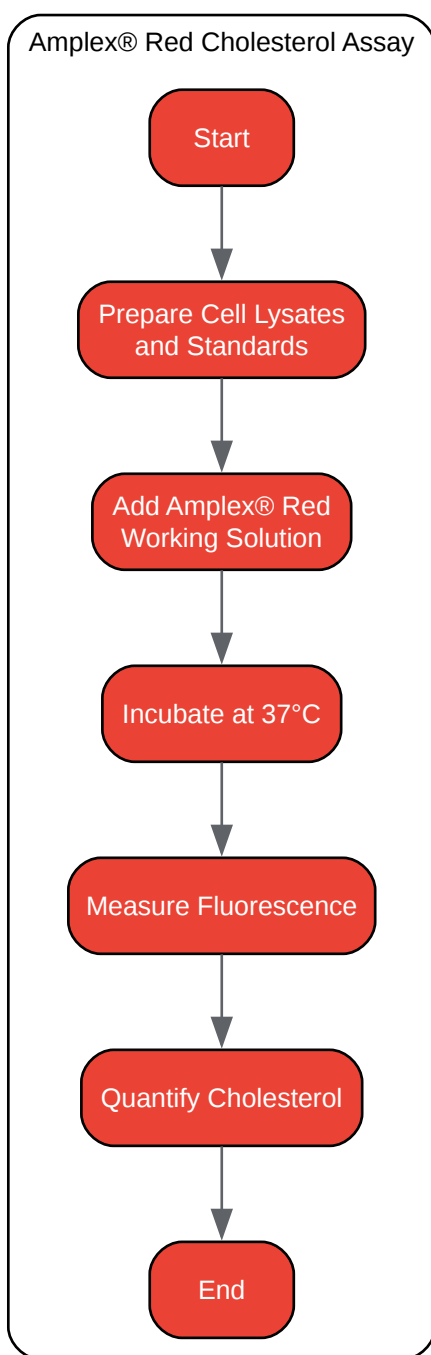 Amplex® Red Cholesterol Assay
Start
Prepare Cell Lysates
and Standards
Add Amplex® Red
Working Solution
Incubate at 37°C
Measure Fluorescence
Quantify Cholesterol
End